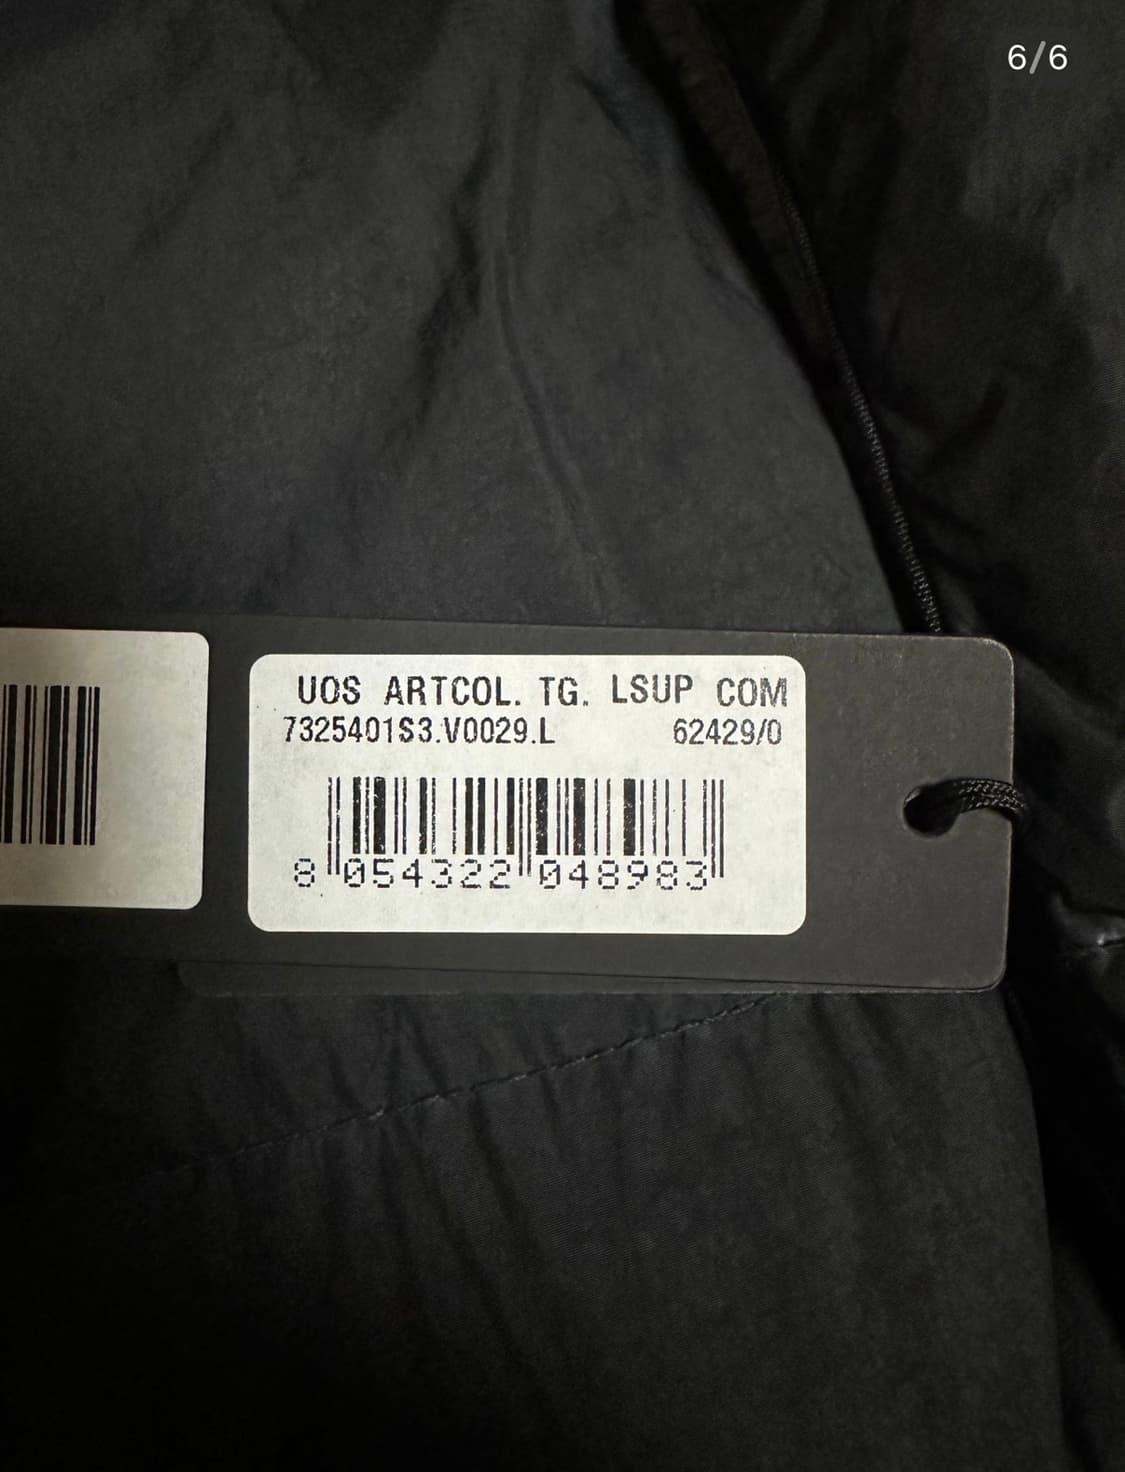 6/6
UOS ARTCOL. TG. LSUP COM
7325401S3.V0029.L 62429/0
8 054322 048983